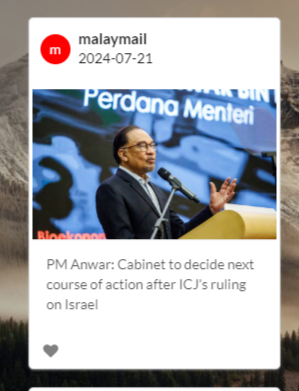 m
malaymail
2024-07-21
BIN
Perdana Menteri
PM Anwar: Cabinet to decide next
course of action after ICJ's ruling
on Israel